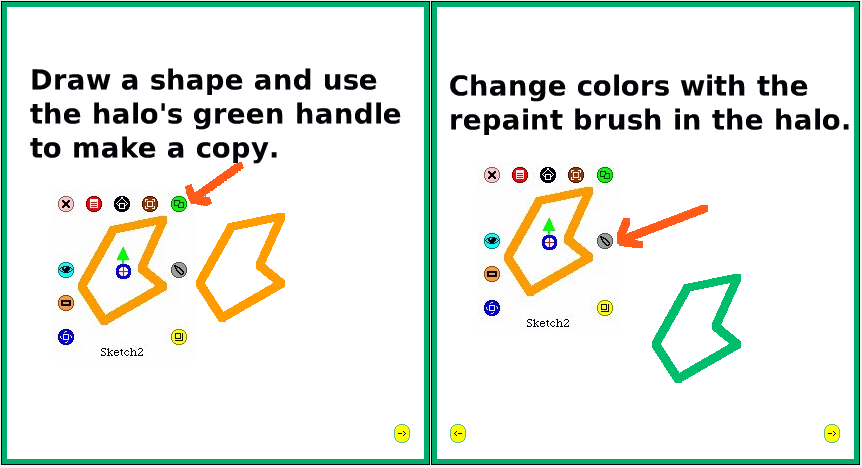 Draw a shape and use
the halo's green handle
to make a copy.
Sketch2
Change colors with the
repaint brush in the halo.
Sketch2